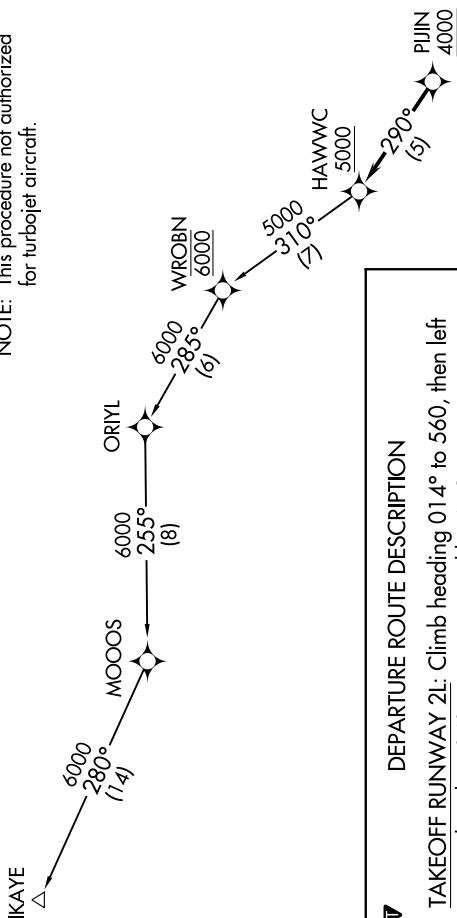 NOTE: This procedure not authorized
for turbojet aircraft.
PIJIN
4000
290°
(5)
HAWWC
5000
5000
310°
(7)
WROBN
6000
6000
285°
(6)
ORIYL
6000
255°
(8)
MOOOS
6000
280°
(14)
IKAYE
DEPARTURE ROUTE DESCRIPTION
TAKEOFF RUNWAY 2L: Climb heading 014° to 560, then left